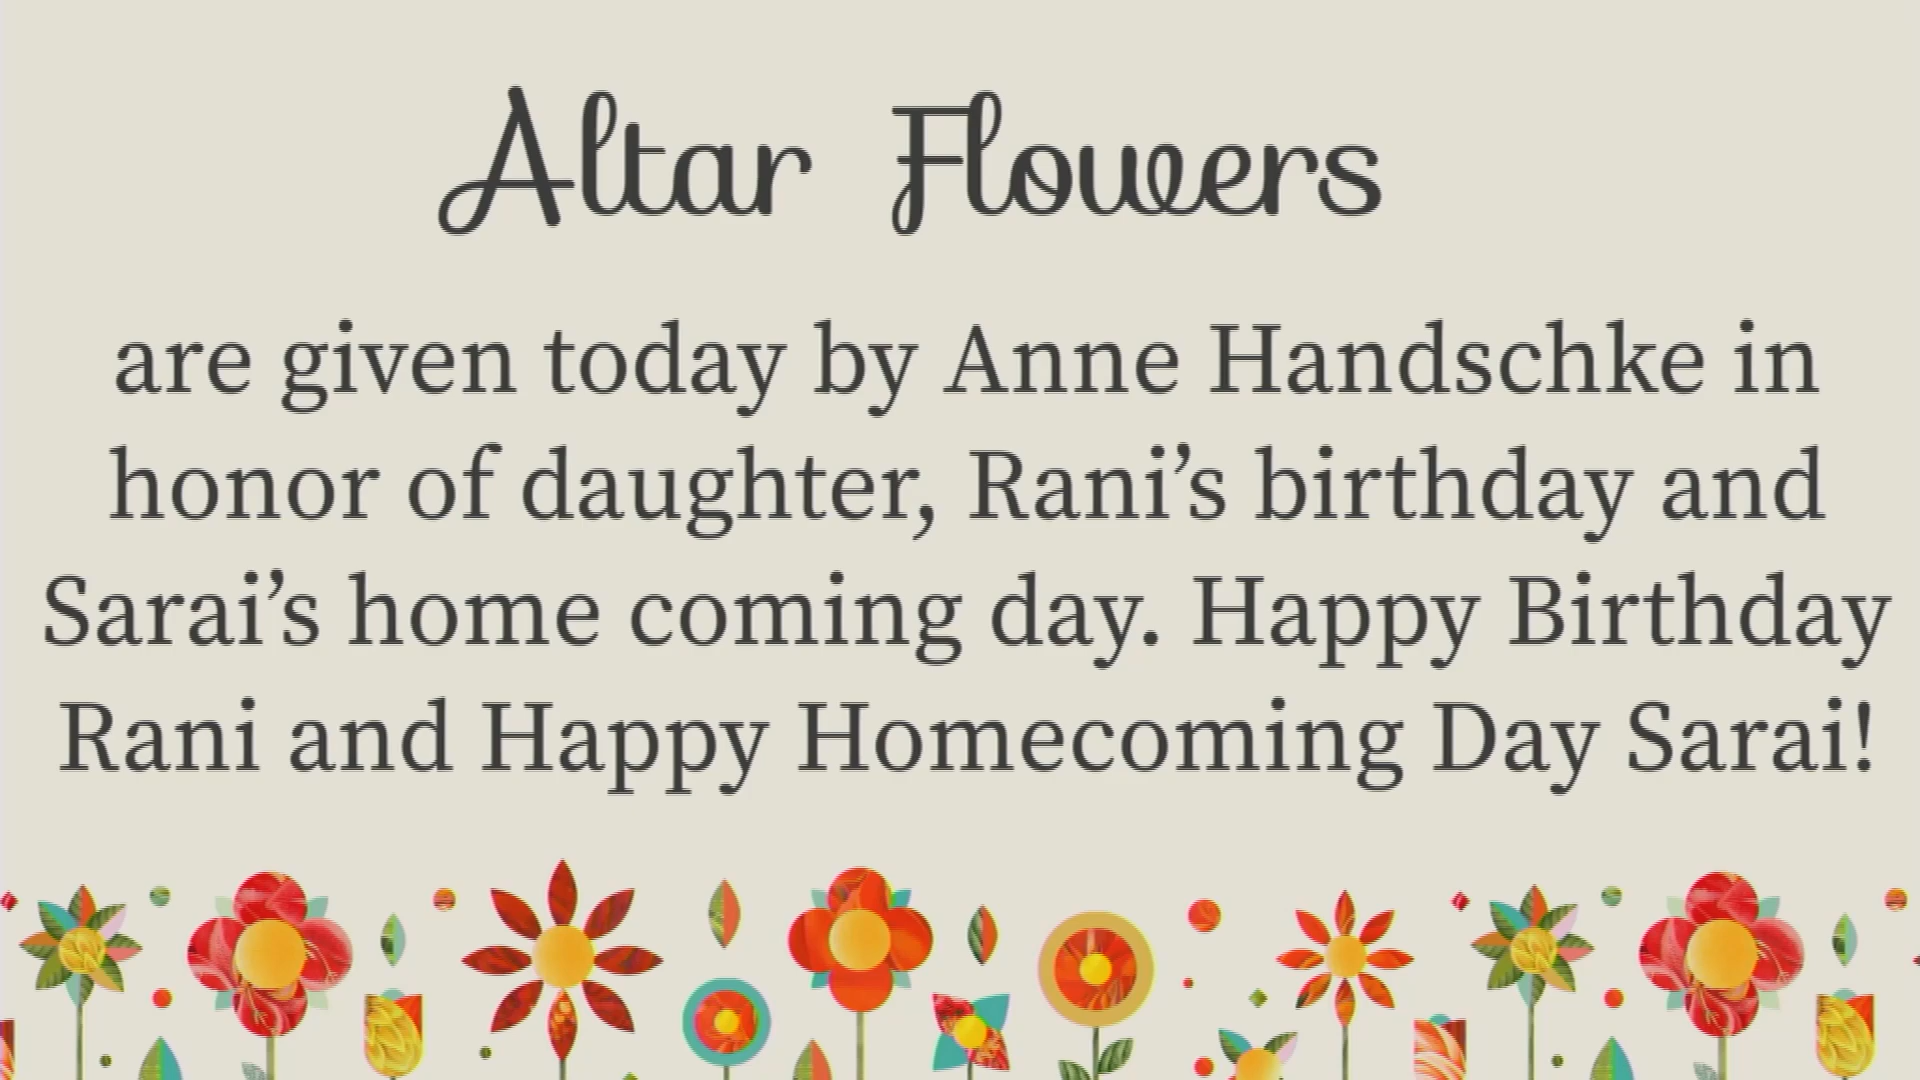 Altar Flowers
are given today by Anne Handschke in
honor of daughter, Rani’s birthday and
Sarai’s home coming day. Happy Birthday
Rani and Happy Homecoming Day Sarai!